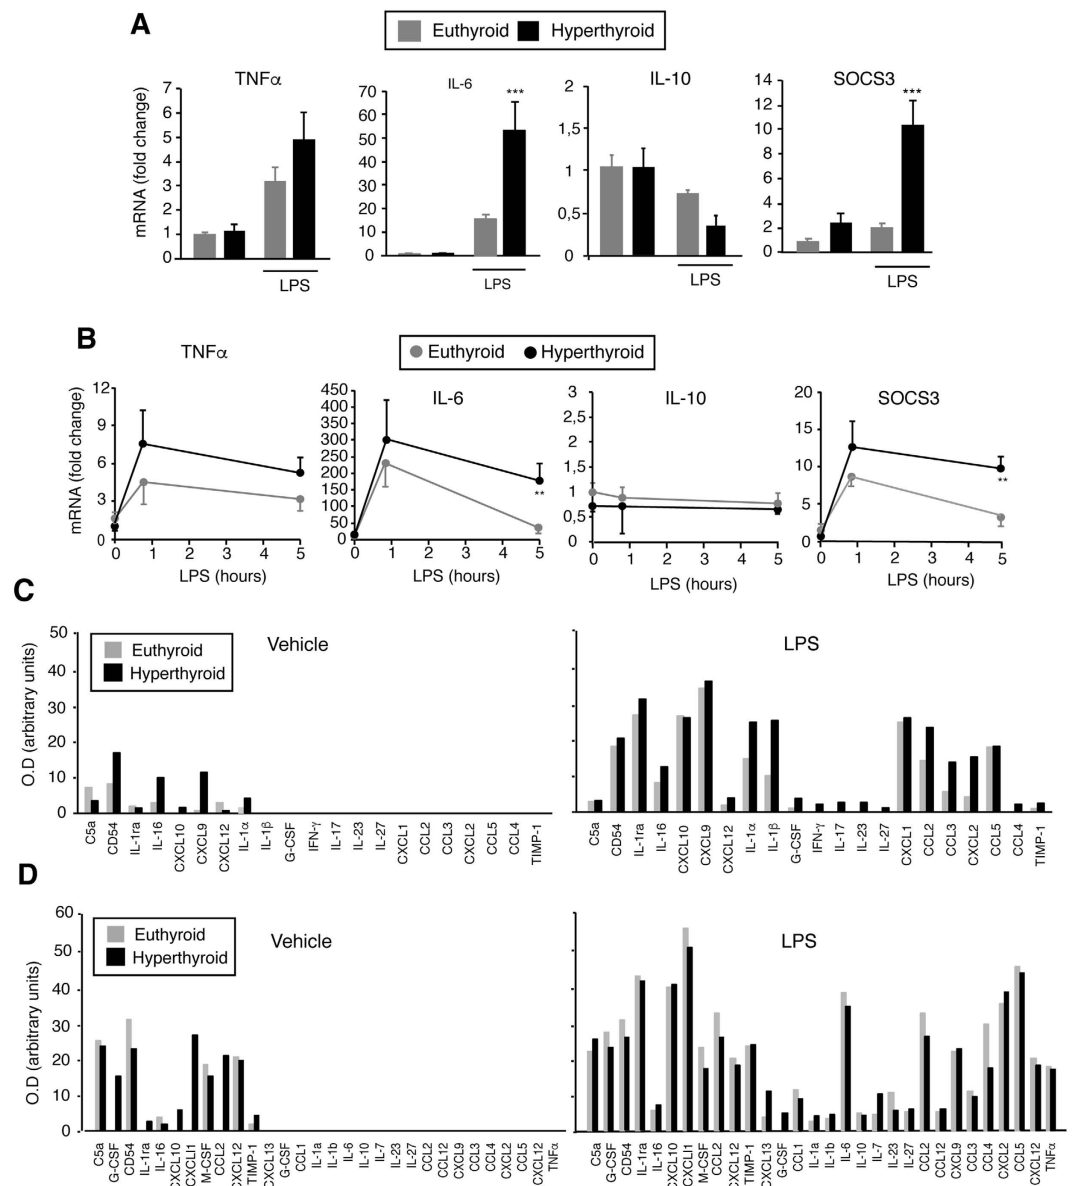 A
Euthyroid Hyperthyroid
TNFα
IL-6
IL-10
SOCS3
mRNA (fold change)
7
6
5
4
3
2
1
0
LPS
70
60
50
40
30
20
10
0
***
LPS
2
1,5
1
0,5
0
LPS
14
12
10
8
6
4
2
0
***
LPS
B
Euthyroid Hyperthyroid
TNFα
IL-6
IL-10
SOCS3
mRNA (fold change)
12
9
6
3
0
0 1 2 3 4 5
LPS (hours)
450
400
350
300
250
200
150
100
50
0
**
0 1 2 3 4 5
LPS (hours)
3
2,5
2
1,5
1
0,5
0
0 1 2 3 4 5
LPS (hours)
20
15
10
5
0
**
0 1 2 3 4 5
LPS (hours)
C
Euthyroid
Hyperthyroid
Vehicle
LPS
O.D (arbitrary units)
50
40
30
20
10
0
C5a CD54 IL-1ra IL-16 CXCL10 CXCL9 CXCL12 IL-1α IL-1β G-CSF IFN-γ IL-17 IL-23 IL-27 CXCL1 CCL2 CCL3 CXCL2 CCL5 CCL4 TIMP-1
C5a CD54 IL-1ra IL-16 CXCL10 CXCL9 CXCL12 IL-1α IL-1β G-CSF IFN-γ IL-17 IL-23 IL-27 CXCL1 CCL2 CCL3 CXCL2 CCL5 CCL4 TIMP-1
D
Euthyroid
Hyperthyroid
Vehicle
LPS
O.D (arbitrary units)
60
50
40
30
20
10
0
C5a G-CSF CD54 IL-1ra IL-16 CXCL10 CXCLI1 M-CSF CCL2 CXCL12 TIMP-1 CXCL13 G-CSF CCL1 IL-1a IL-1b IL-6 IL-10 IL-7 IL-23 IL-27 CCL2 CCL12 CXCL9 CCL3 CCL4 CXCL2 CCL5 CXCL12 TNFα
C5a G-CSF CD54 IL-1ra IL-16 CXCL10 CXCLI1 M-CSF CCL2 CXCL12 TIMP-1 CXCL13 G-CSF CCL1 IL-1a IL-1b IL-6 IL-10 IL-7 IL-23 IL-27 CCL2 CCL12 CXCL9 CCL3 CCL4 CXCL2 CCL5 CXCL12 TNFα